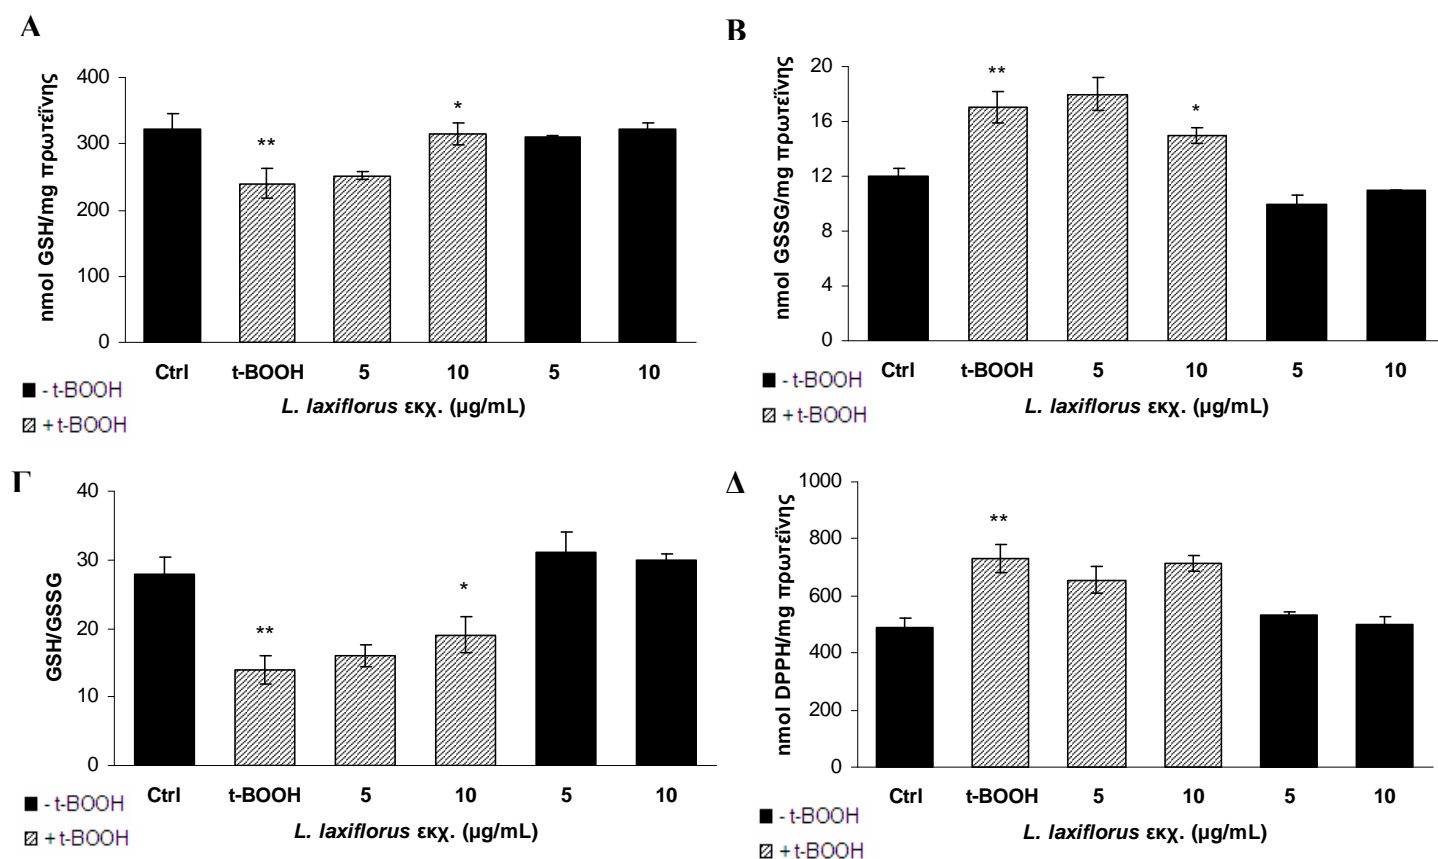 A
nmol GSH/mg πρωτεΐνης
400
300
200
100
0
**
*
Ctrl t-BOOH 5 10 5 10
- t-BOOH
+ t-BOOH
L. laxiflorus εκχ. (μg/mL)
B
nmol GSSG/mg πρωτεΐνης
20
16
12
8
4
0
**
*
Ctrl t-BOOH 5 10 5 10
- t-BOOH
+ t-BOOH
L. laxiflorus εκχ. (μg/mL)
Γ
GSH/GSSG
40
30
20
10
0
**
*
Ctrl t-BOOH 5 10 5 10
- t-BOOH
+ t-BOOH
L. laxiflorus εκχ. (μg/mL)
Δ
nmol DPPH/mg πρωτεΐνης
1000
800
600
400
200
0
**
Ctrl t-BOOH 5 10 5 10
- t-BOOH
+ t-BOOH
L. laxiflorus εκχ. (μg/mL)